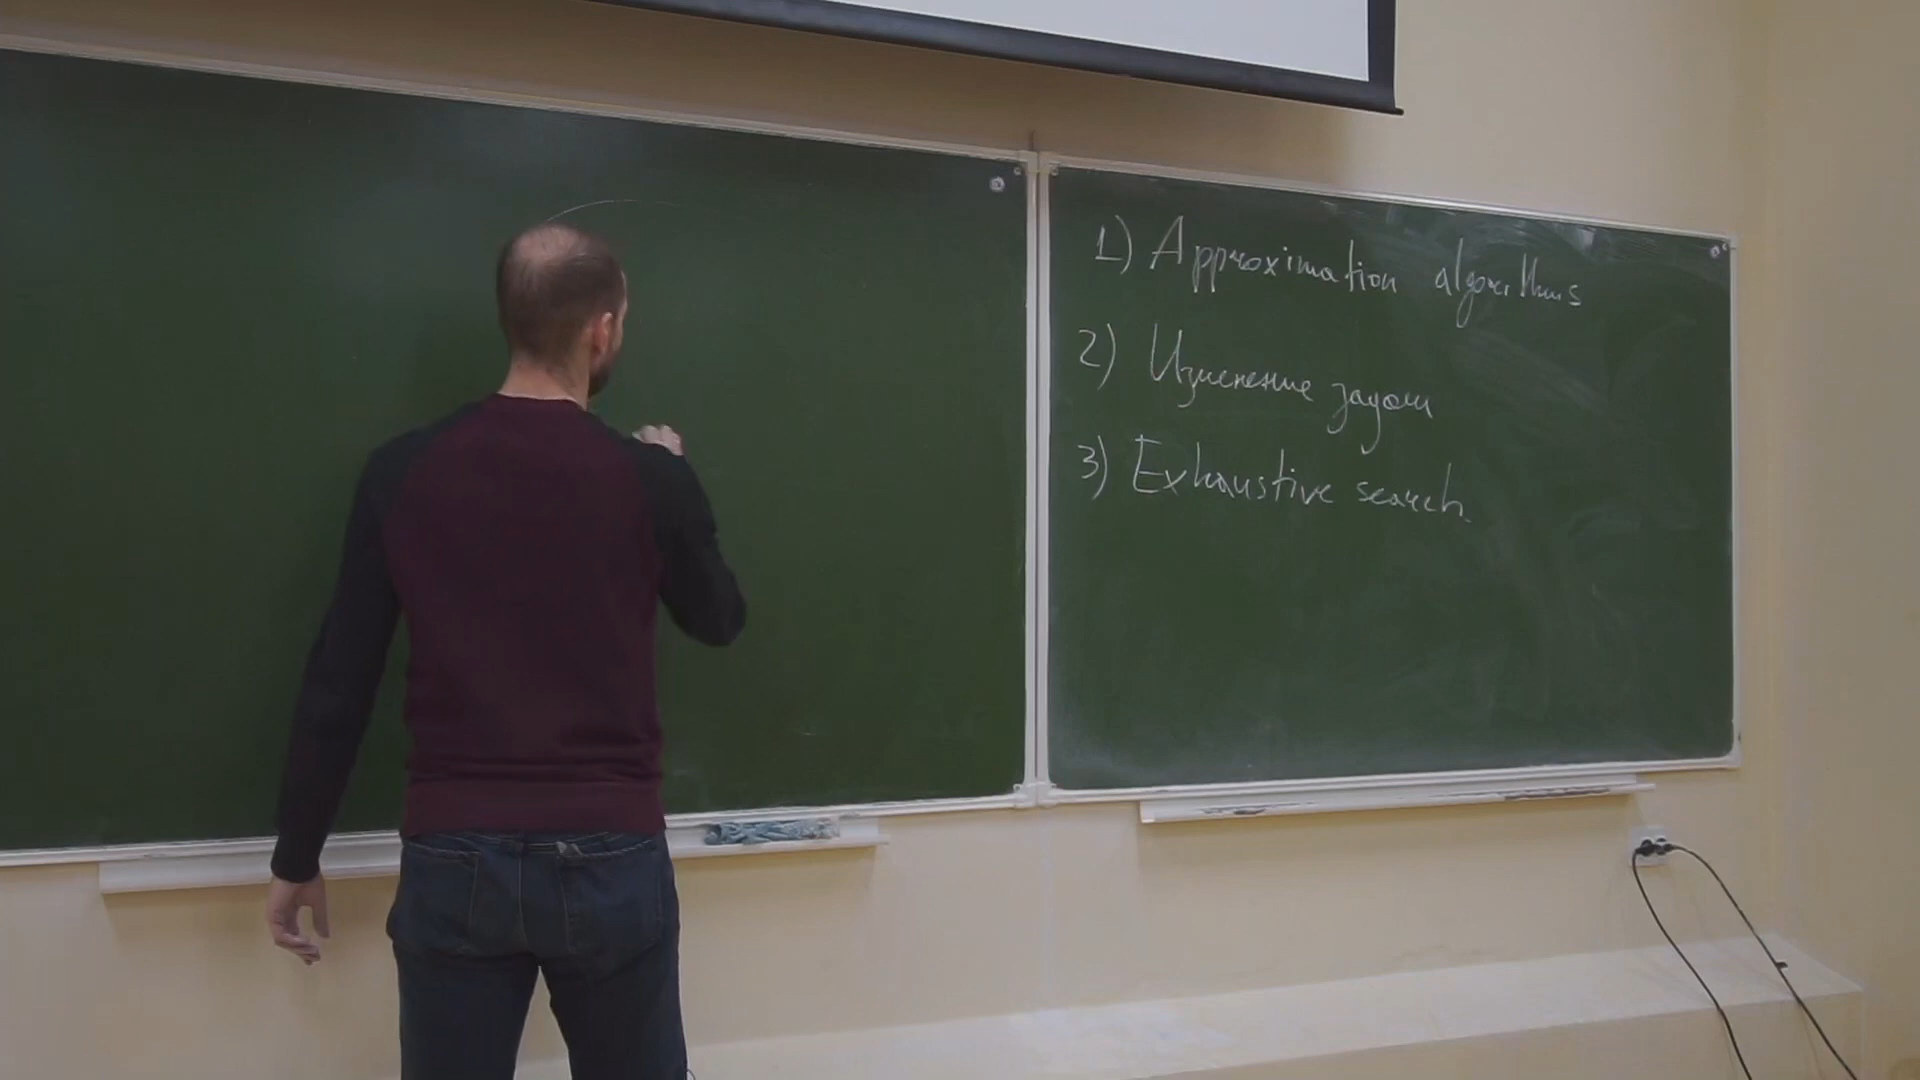 1) Approximation algorithms
2) Изменение задачи
3) Exhaustive search.